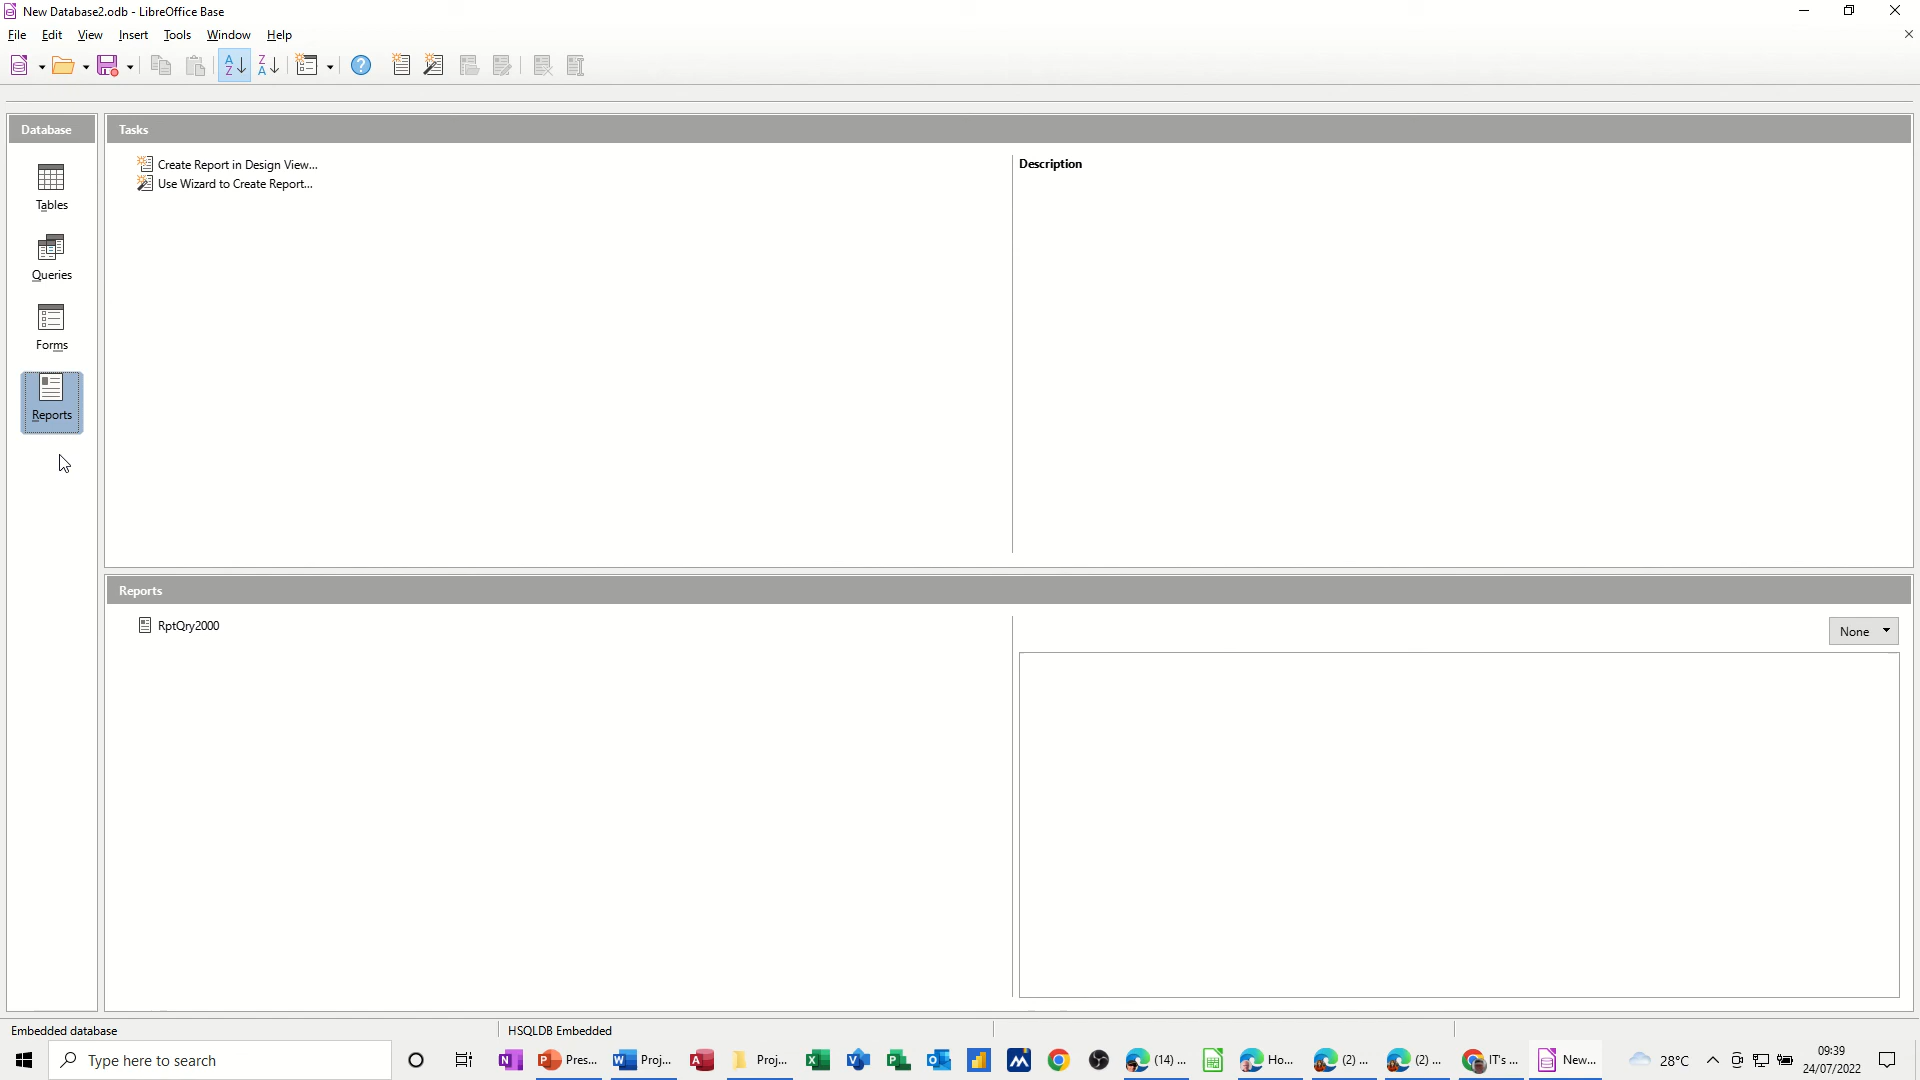 New Database2.odb - LibreOffice Base
File Edit View Insert Tools Window Help
Database
Tasks
Tables
Queries
Forms
Reports
Create Report in Design View...
Use Wizard to Create Report...
Description
Reports
RptQry2000
None
Embedded database
HSQLDB Embedded
Type here to search
Pres...
Proj...
Proj...
(14) ...
Ho...
(2) ...
(2) ...
IT's ...
New...
28°C
09:39
24/07/2022